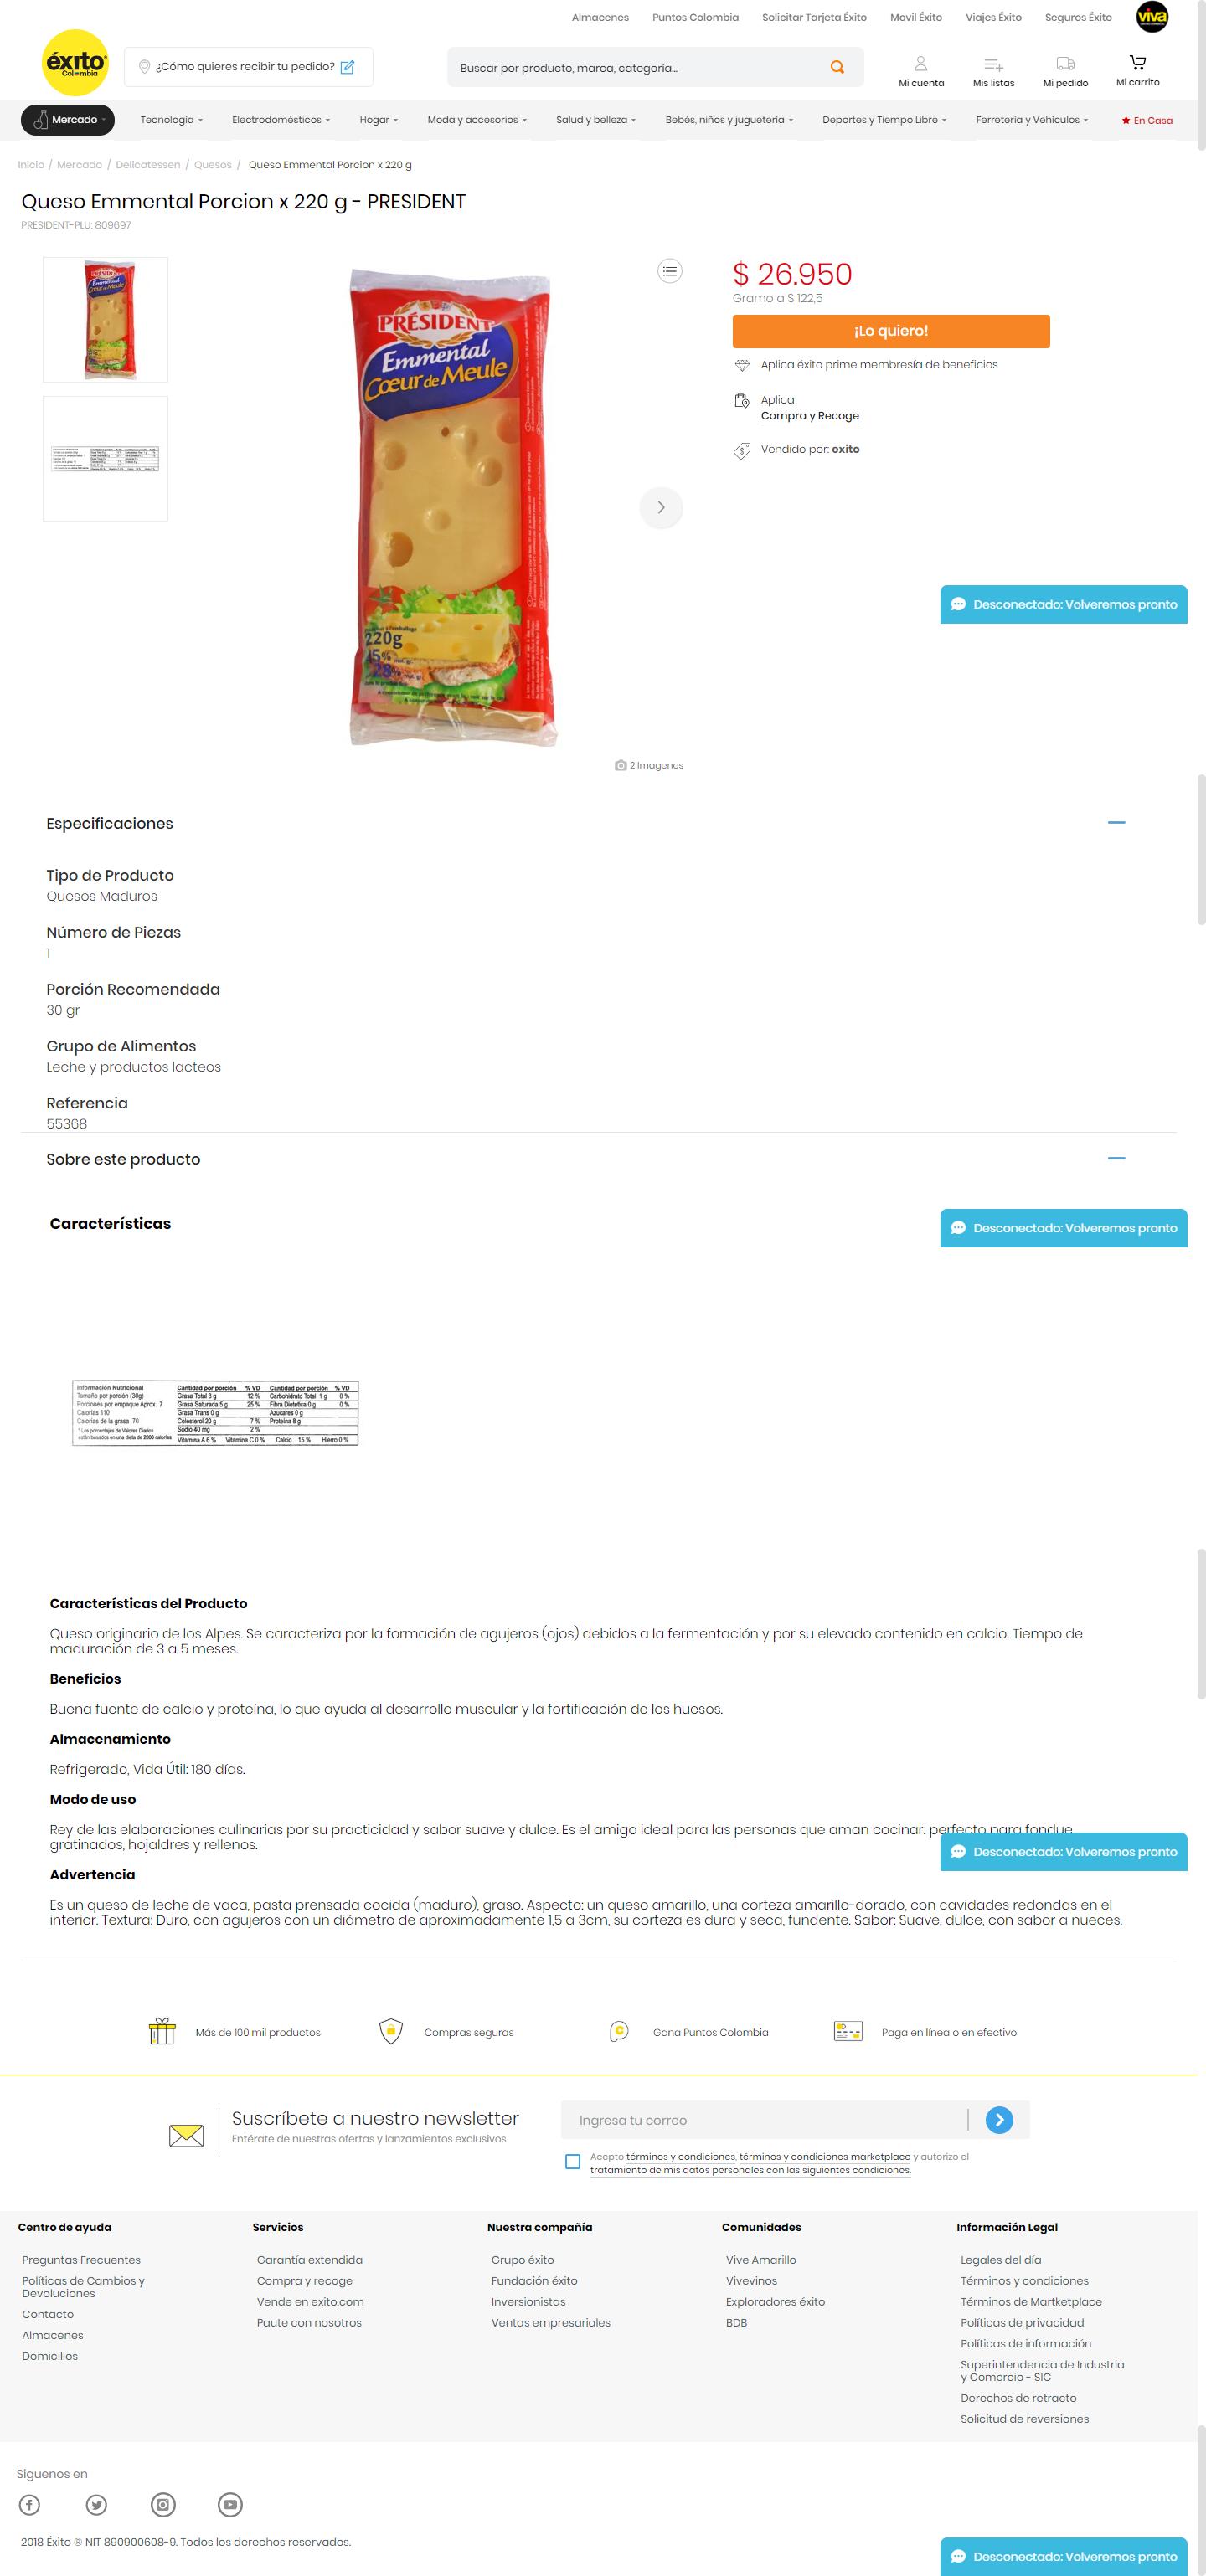 Almacenes Puntos Colombia Solicitar Tarjeta Éxito Movil Éxito Viajes Éxito Seguros Éxito viva
éxito
Colombia
¿Cómo quieres recibir tu pedido?
Buscar por producto, marca, categoría...
Mi cuenta Mis listas Mi pedido Mi carrito
Mercado Tecnología Electrodomésticos Hogar Moda y accesorios Salud y belleza Bebés, niños y juguetería Deportes y Tiempo Libre Ferretería y Vehículos En Casa
Inicio / Mercado / Delicatessen / Quesos / Queso Emmental Porcion x 220 g
Queso Emmental Porcion x 220 g - PRESIDENT
PRESIDENT-PLU: 809697
PRÉSIDENT
Emmental
Cœur de Meule
220g
28%
$ 26.950
Gramo a $ 122,5
¡Lo quiero!
Aplica éxito prime membresía de beneficios
Aplica
Compra y Recoge
Vendido por: exito
Desconectado: Volveremos pronto
2 Imagenes
Especificaciones
Tipo de Producto
Quesos Maduros
Número de Piezas
1
Porción Recomendada
30 gr
Grupo de Alimentos
Leche y productos lacteos
Referencia
55368
Sobre este producto
Características
Desconectado: Volveremos pronto
Información Nutricional Cantidad por porción % VD Cantidad por porción % VD
Tamaño por porción (30g) Grasa Total 8 g 12 % Carbohidrato Total 1 g 0 %
Porciones por empaque Aprox. 7 Grasa Saturada 5 g 25 % Fibra Dietetica 0 g 0 %
Calorías 110 Grasa Trans 0 g Azucares 0 g
Calorías de la grasa 70 Colesterol 20 g 7 % Proteína 8 g
* Los porcentajes de Valores Diarios Sodio 40 mg 2 %
están basados en una dieta de 2000 calorías Vitamina A 6 % Vitamina C 0 % Calcio 15 % Hierro 0 %
Características del Producto
Queso originario de los Alpes. Se caracteriza por la formación de agujeros (ojos) debidos a la fermentación y por su elevado contenido en calcio. Tiempo de
maduración de 3 a 5 meses.
Beneficios
Buena fuente de calcio y proteína, lo que ayuda al desarrollo muscular y la fortificación de los huesos.
Almacenamiento
Refrigerado, Vida Útil: 180 días.
Modo de uso
Rey de las elaboraciones culinarias por su practicidad y sabor suave y dulce. Es el amigo ideal para las personas que aman cocinar: perfecto para fondue,
gratinados, hojaldres y rellenos.
Desconectado: Volveremos pronto
Advertencia
Es un queso de leche de vaca, pasta prensada cocida (maduro), graso. Aspecto: un queso amarillo, una corteza amarillo-dorado, con cavidades redondas en el
interior. Textura: Duro, con agujeros con un diámetro de aproximadamente 1,5 a 3cm, su corteza es dura y seca, fundente. Sabor: Suave, dulce, con sabor a nueces.
Más de 100 mil productos Compras seguras Gana Puntos Colombia Paga en línea o en efectivo
Suscríbete a nuestro newsletter
Entérate de nuestras ofertas y lanzamientos exclusivos
Ingresa tu correo
Acepto términos y condiciones, términos y condiciones marketplace y autorizo el
tratamiento de mis datos personales con las siguientes condiciones.
Centro de ayuda
Preguntas Frecuentes
Políticas de Cambios y
Devoluciones
Contacto
Almacenes
Domicilios
Servicios
Garantía extendida
Compra y recoge
Vende en exito.com
Paute con nosotros
Nuestra compañía
Grupo éxito
Fundación éxito
Inversionistas
Ventas empresariales
Comunidades
Vive Amarillo
Vivevinos
Exploradores éxito
BDB
Información Legal
Legales del día
Términos y condiciones
Términos de Martketplace
Políticas de privacidad
Políticas de información
Superintendencia de Industria
y Comercio - SIC
Derechos de retracto
Solicitud de reversiones
Siguenos en
2018 Éxito ® NIT 890900608-9. Todos los derechos reservados.
Desconectado: Volveremos pronto